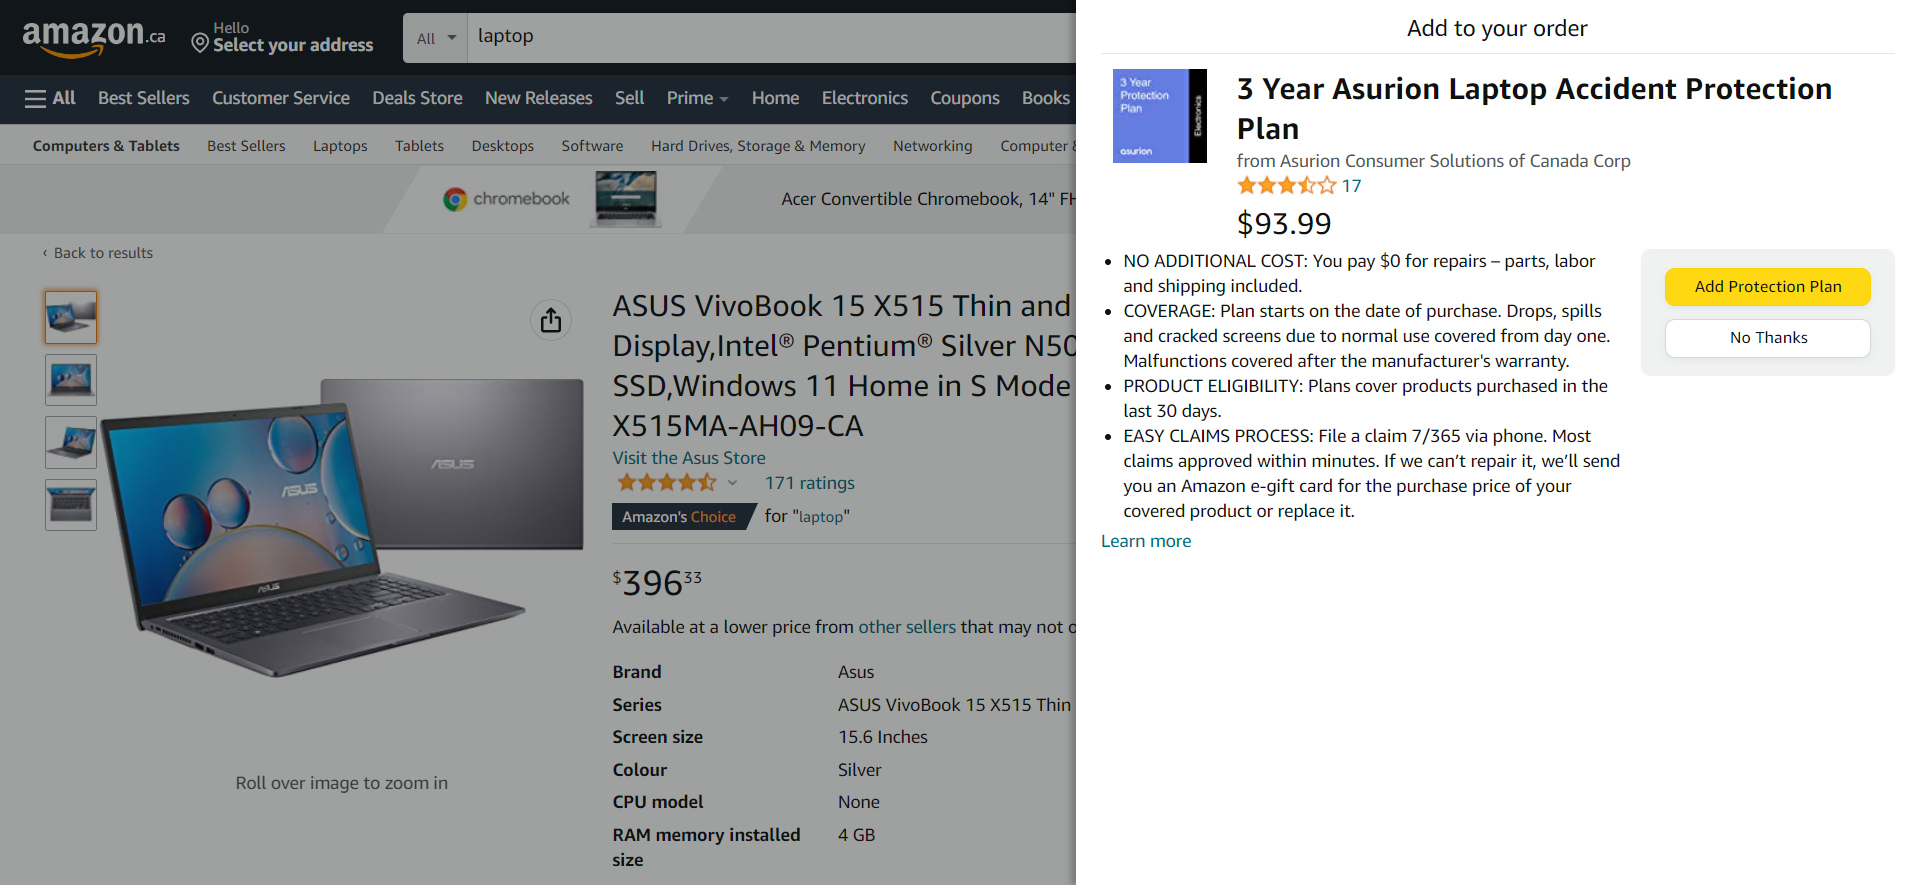 amazon.ca
Hello
Select your address
All
laptop
All
Best Sellers
Customer Service
Deals Store
New Releases
Sell
Prime
Home
Electronics
Coupons
Books
Computers & Tablets
Best Sellers
Laptops
Tablets
Desktops
Software
Hard Drives, Storage & Memory
Networking
Computer
chromebook
Acer Convertible Chromebook, 14" FH
‹ Back to results
ASUS VivoBook 15 X515 Thin and
Display,Intel® Pentium® Silver N50
SSD,Windows 11 Home in S Mode
X515MA-AH09-CA
Visit the Asus Store
171 ratings
Amazon's Choice
for "laptop"
$396 33
Available at a lower price from other sellers that may not o
Brand Asus
Series ASUS VivoBook 15 X515 Thin
Screen size 15.6 Inches
Colour Silver
CPU model None
RAM memory installed 4 GB
size
ASUS
ASUS
ASUS
Roll over image to zoom in
Add to your order
3 Year
Protection
Plan
Electronics
asurion
3 Year Asurion Laptop Accident Protection
Plan
from Asurion Consumer Solutions of Canada Corp
17
$93.99
• NO ADDITIONAL COST: You pay $0 for repairs – parts, labor
and shipping included.
• COVERAGE: Plan starts on the date of purchase. Drops, spills
and cracked screens due to normal use covered from day one.
Malfunctions covered after the manufacturer's warranty.
• PRODUCT ELIGIBILITY: Plans cover products purchased in the
last 30 days.
• EASY CLAIMS PROCESS: File a claim 7/365 via phone. Most
claims approved within minutes. If we can’t repair it, we’ll send
you an Amazon e-gift card for the purchase price of your
covered product or replace it.
Learn more
Add Protection Plan
No Thanks